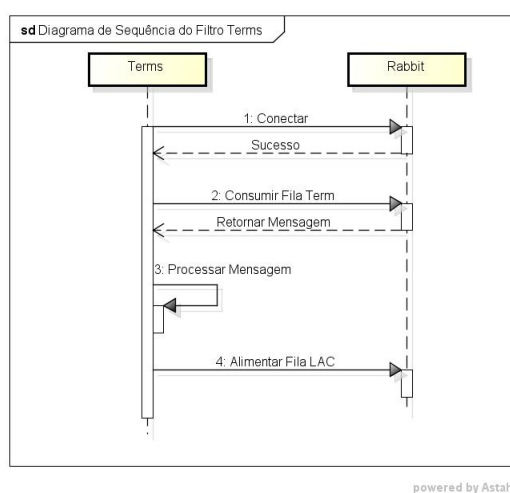 sd Diagrama de Sequência do Filtro Terms
Terms
Rabbit
1: Conectar
Sucesso
2: Consumir Fila Term
Retornar Mensagem
3: Processar Mensagem
4: Alimentar Fila LAC
powered by Astah